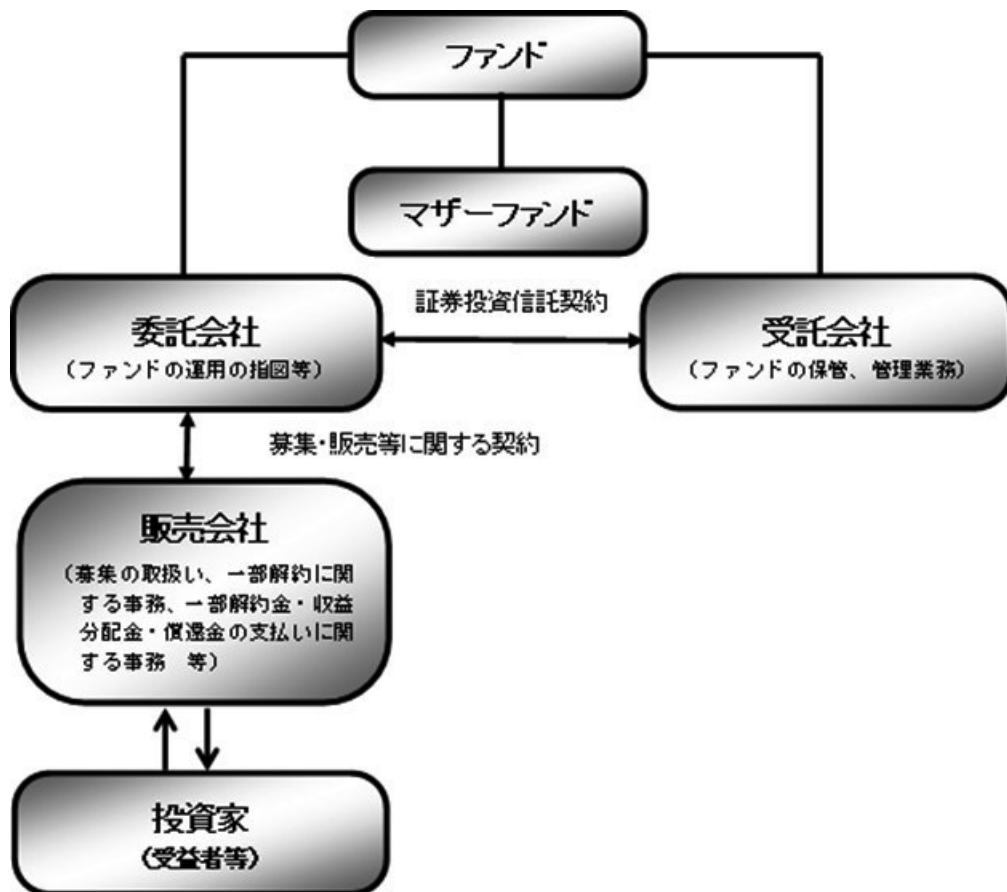 ファンド
マザーファンド
証券投資信託契約
委託会社
(ファンドの運用の指図等)
受託会社
(ファンドの保管、管理業務)
募集・販売等に関する契約
販売会社
(募集の取扱い、一部解約に関
する事務、一部解約金・収益
分配金・償還金の支払いに関
する事務 等)
投資家
(受益者等)